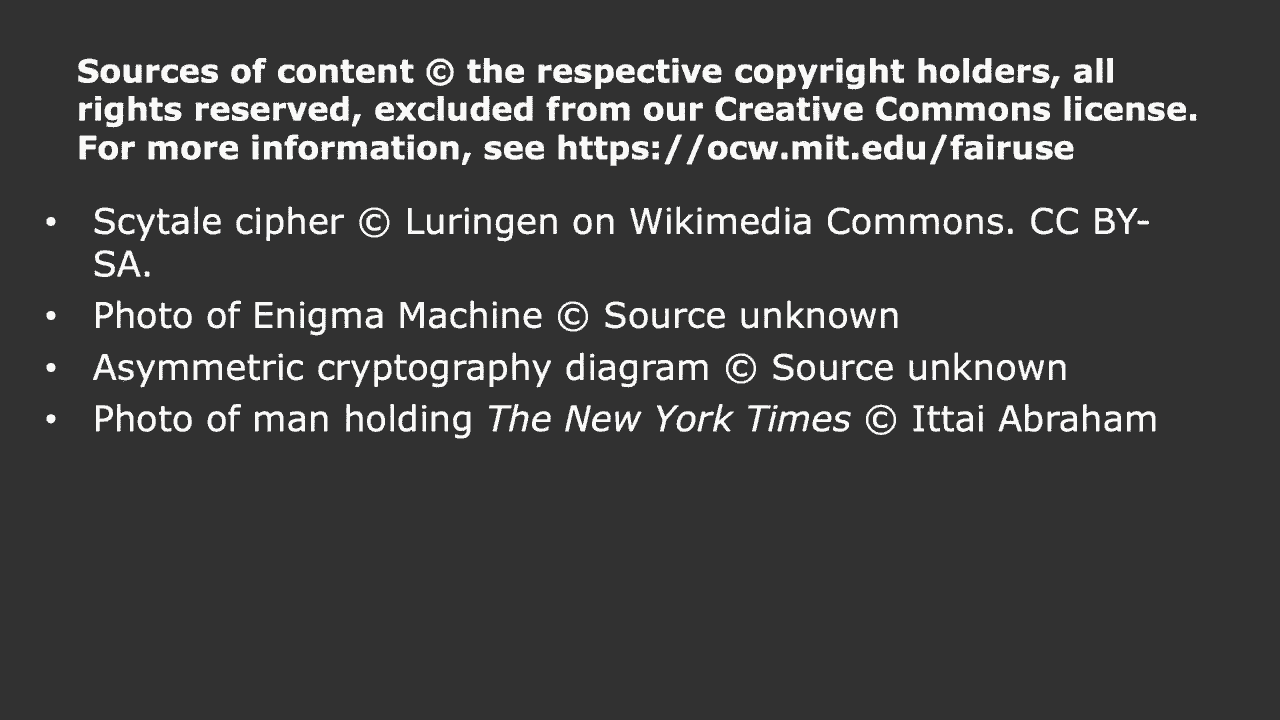 Sources of content © the respective copyright holders, all
rights reserved, excluded from our Creative Commons license.
For more information, see https://ocw.mit.edu/fairuse
• Scytale cipher © Luringen on Wikimedia Commons. CC BY-
SA.
• Photo of Enigma Machine © Source unknown
• Asymmetric cryptography diagram © Source unknown
• Photo of man holding The New York Times © Ittai Abraham